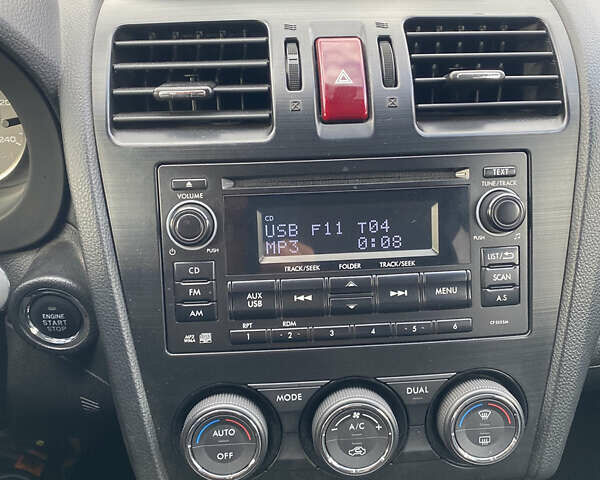 TEXT
VOLUME
TUNE/TRACK
CD
USB F11 T04
MP3 0:08
PUSH
PUSH
TRACK/SEEK FOLDER TRACK/SEEK
CD
FM
AM
AUX
USB
MENU
LIST/
SCAN
A.S
RPT RDM
1 2 3 4 5 6
MP3
WMA
240
ENGINE
START
STOP
MODE DUAL
AUTO
OFF
- A/C +